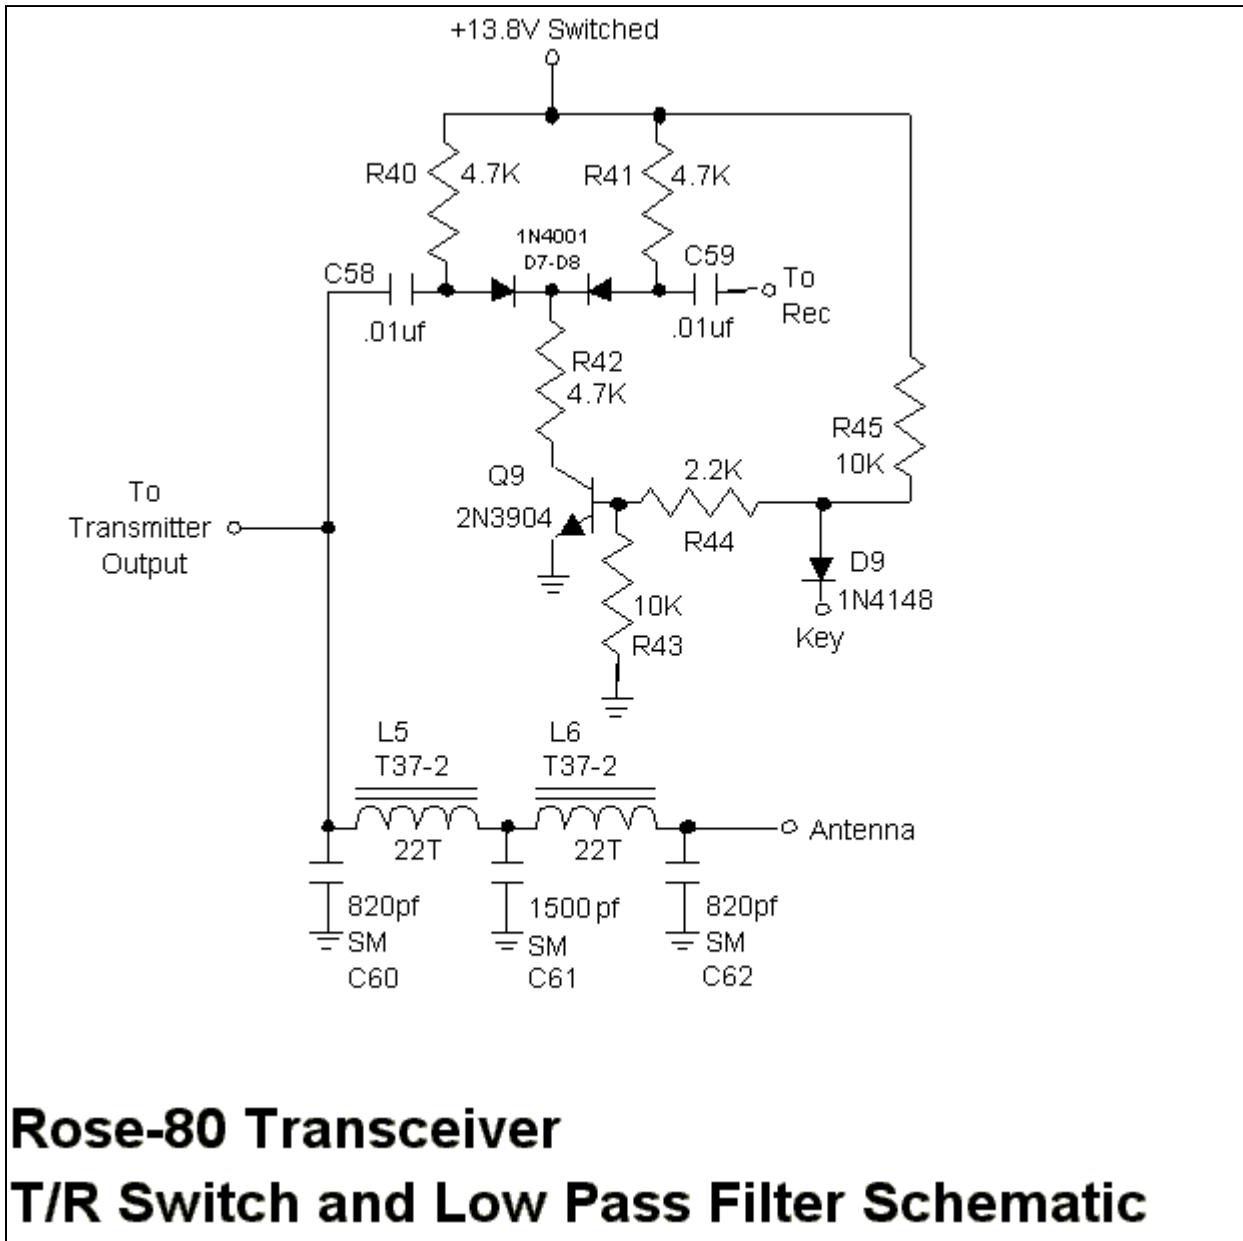 +13.8V Switched
R40 4.7K
R41 4.7K
1N4001
D7-D8
C58
.01uf
C59
.01uf
To
Rec
R42
4.7K
R45
10K
Q9
2N3904
2.2K
R44
To
Transmitter
Output
10K
R43
D9
1N4148
Key
L5
T37-2
22T
L6
T37-2
22T
Antenna
820pf
SM
C60
1500pf
SM
C61
820pf
SM
C62
Rose-80 Transceiver
T/R Switch and Low Pass Filter Schematic